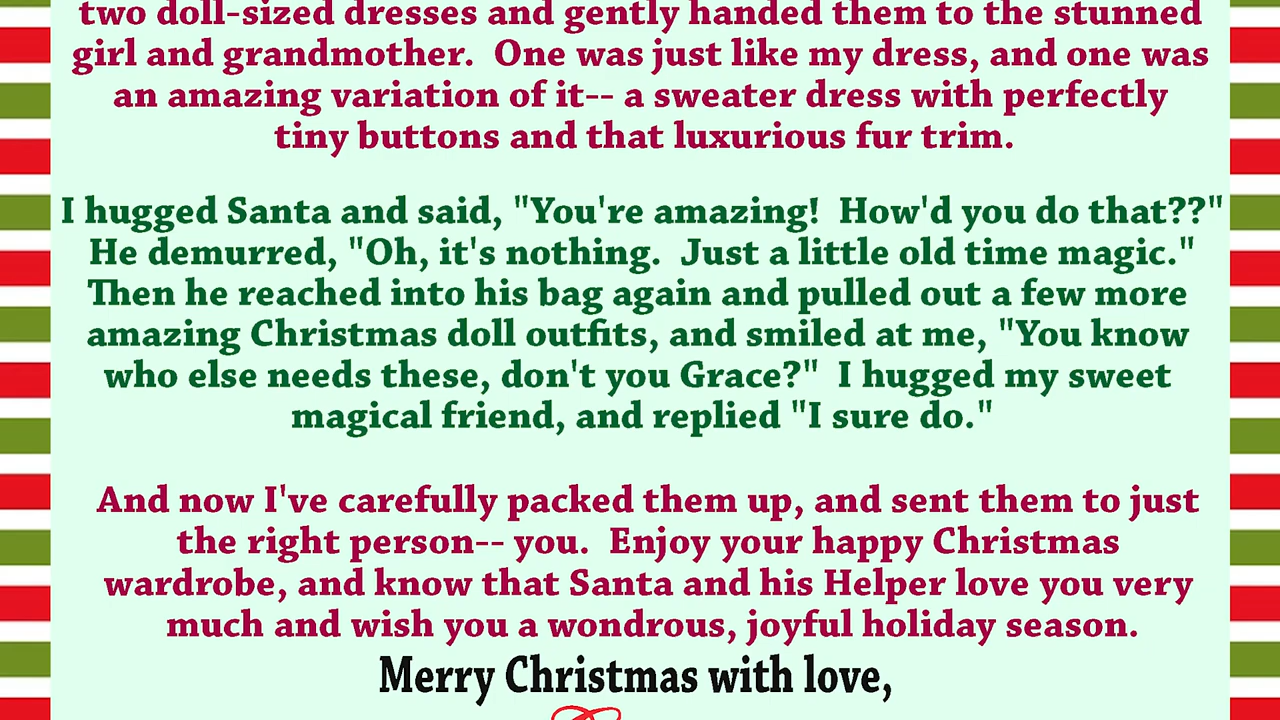 two doll-sized dresses and gently handed them to the stunned
girl and grandmother.  One was just like my dress, and one was
an amazing variation of it-- a sweater dress with perfectly
tiny buttons and that luxurious fur trim.
I hugged Santa and said, "You're amazing!  How'd you do that??"
He demurred, "Oh, it's nothing.  Just a little old time magic."
Then he reached into his bag again and pulled out a few more
amazing Christmas doll outfits, and smiled at me, "You know
who else needs these, don't you Grace?"  I hugged my sweet
magical friend, and replied "I sure do."
And now I've carefully packed them up, and sent them to just
the right person-- you.  Enjoy your happy Christmas
wardrobe, and know that Santa and his Helper love you very
much and wish you a wondrous, joyful holiday season.
Merry Christmas with love,